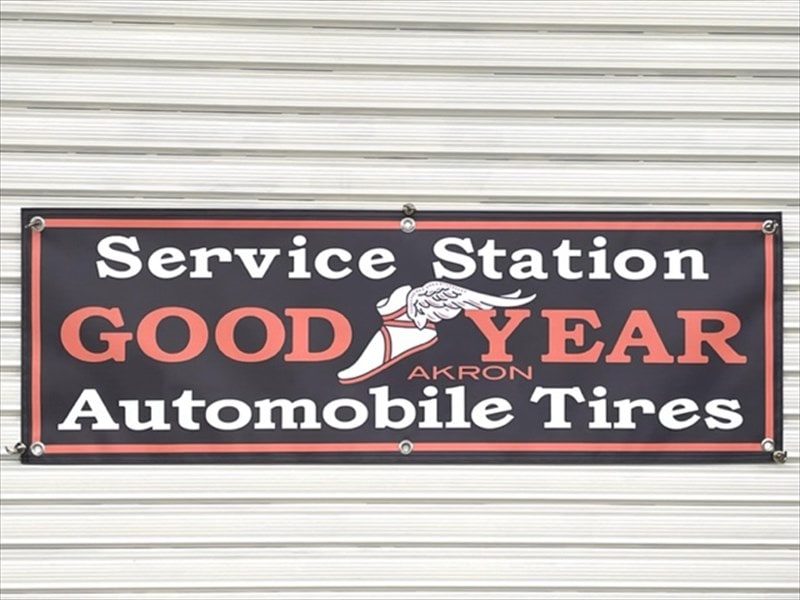 Service Station
GOOD YEAR
AKRON
Automobile Tires